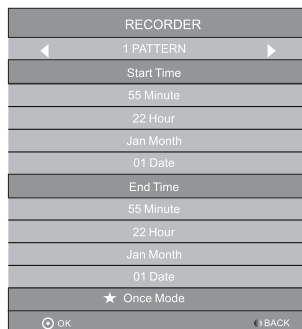 RECORDER
1 PATTERN
Start Time
55 Minute
22 Hour
Jan Month
01 Date
End Time
55 Minute
22 Hour
Jan Month
01 Date
Once Mode
OK BACK